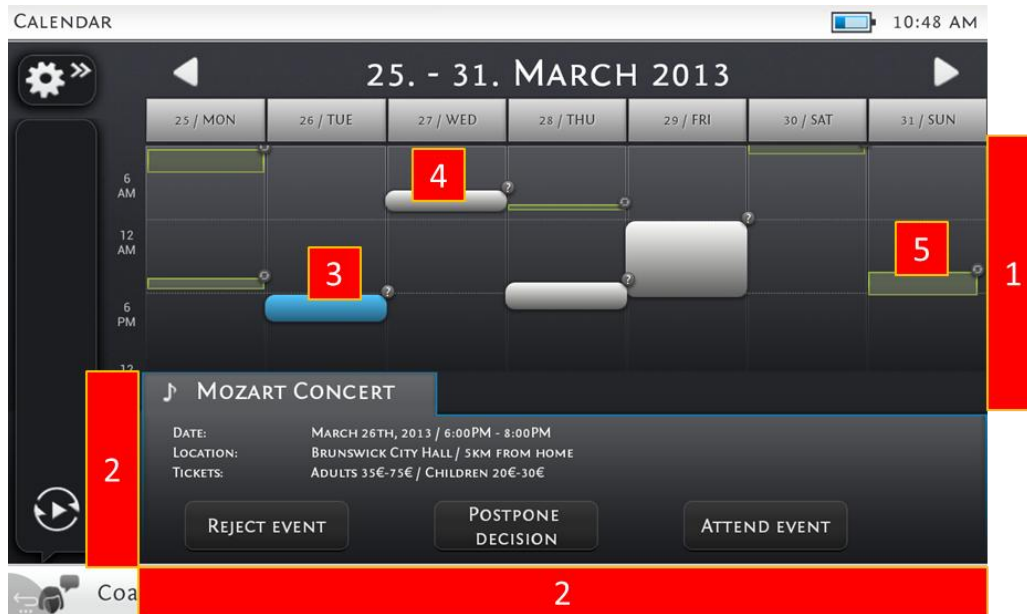 CALENDAR
10:48 AM
25. - 31. MARCH 2013
25 / MON 26 / TUE 27 / WED 28 / THU 29 / FRI 30 / SAT 31 / SUN
6
AM
4
12
AM
5
3
1
6
PM
12
♪ MOZART CONCERT
DATE: MARCH 26TH, 2013 / 6:00PM - 8:00PM
LOCATION: BRUNSWICK CITY HALL / 5KM FROM HOME
2
TICKETS: ADULTS 35€-75€ / CHILDREN 20€-30€
REJECT EVENT
POSTPONE
DECISION
ATTEND EVENT
Coa
2